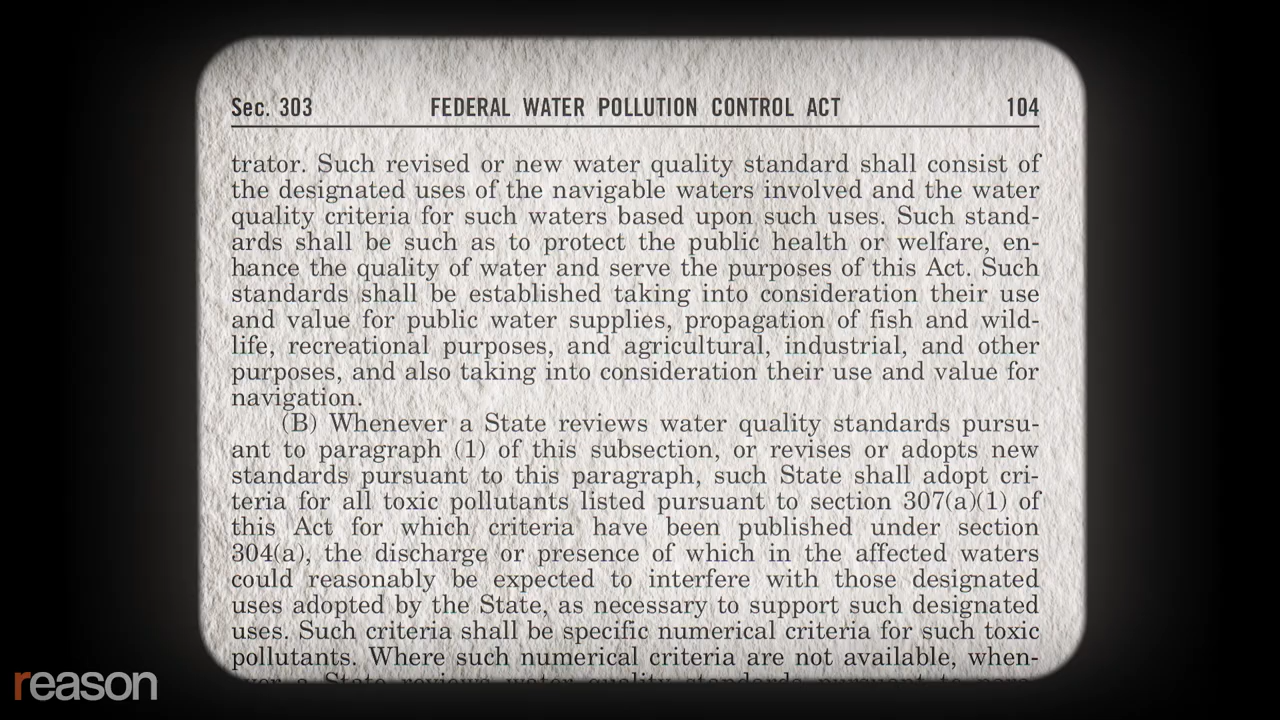 Sec. 303 FEDERAL WATER POLLUTION CONTROL ACT 104
trator. Such revised or new water quality standard shall consist of
the designated uses of the navigable waters involved and the water
quality criteria for such waters based upon such uses. Such stand-
ards shall be such as to protect the public health or welfare, en-
hance the quality of water and serve the purposes of this Act. Such
standards shall be established taking into consideration their use
and value for public water supplies, propagation of fish and wild-
life, recreational purposes, and agricultural, industrial, and other
purposes, and also taking into consideration their use and value for
navigation.
(B) Whenever a State reviews water quality standards pursu-
ant to paragraph (1) of this subsection, or revises or adopts new
standards pursuant to this paragraph, such State shall adopt cri-
teria for all toxic pollutants listed pursuant to section 307(a)(1) of
this Act for which criteria have been published under section
304(a), the discharge or presence of which in the affected waters
could reasonably be expected to interfere with those designated
uses adopted by the State, as necessary to support such designated
uses. Such criteria shall be specific numerical criteria for such toxic
pollutants. Where such numerical criteria are not available, when-
a State reviews water quality standards pursuant to
reason